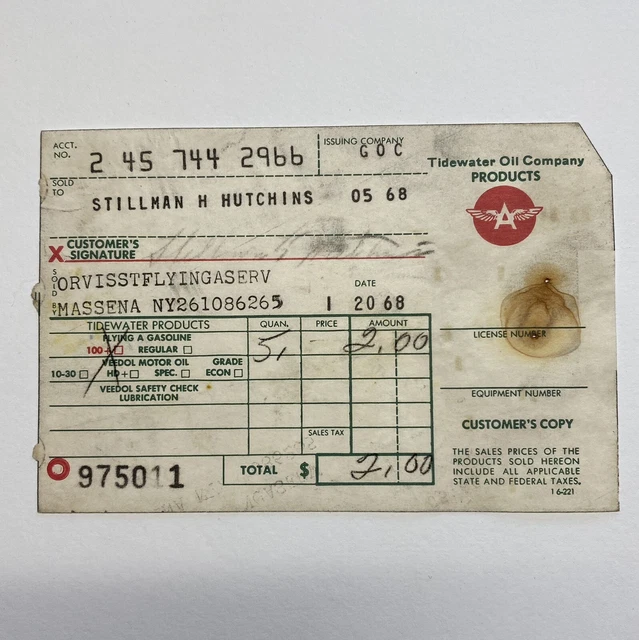 ACCT. NO. 2 45 744 2966
ISSUING COMPANY
GOC
Tidewater Oil Company
PRODUCTS
SOLD TO
STILLMAN H HUTCHINS 05 68
A
X CUSTOMER'S SIGNATURE
SOLD BY
ORVISSTFLYINGASERV
MASSENA NY261086265
DATE
1 20 68
TIDEWATER PRODUCTS QUAN. PRICE AMOUNT
FLYING A GASOLINE
100+ REGULAR
5, 2,00
VEEDOL MOTOR OIL GRADE
10-30 HD+ SPEC. ECON
VEEDOL SAFETY CHECK
LUBRICATION
SALES TAX
975011
TOTAL $ 2,00
LICENSE NUMBER
EQUIPMENT NUMBER
CUSTOMER'S COPY
THE SALES PRICES OF THE
PRODUCTS SOLD HEREON
INCLUDE ALL APPLICABLE
STATE AND FEDERAL TAXES.
16-221